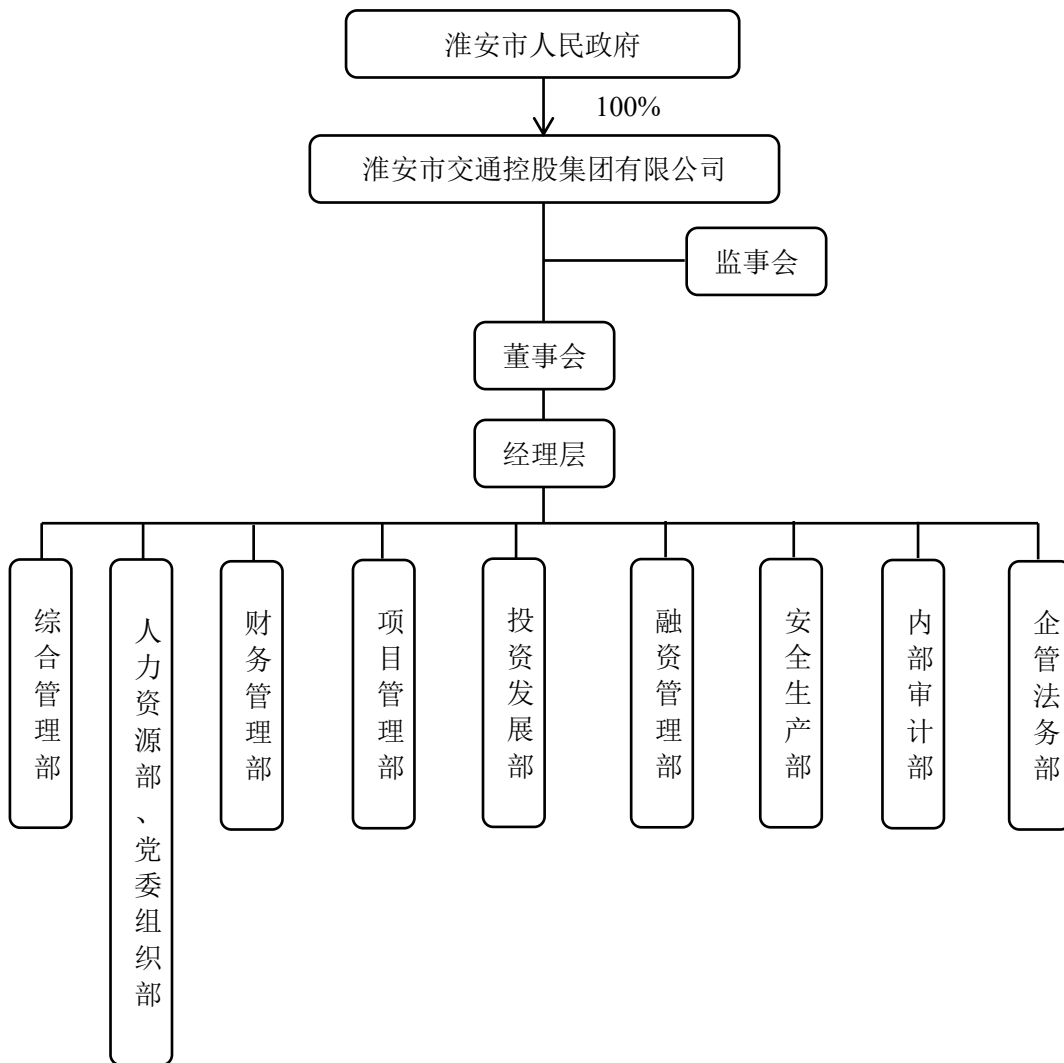 淮安市人民政府
100%
淮安市交通控股集团有限公司
监事会
董事会
经理层
综合管理部
人力资源部、党委组织部
财务管理部
项目管理部
投资发展部
融资管理部
安全生产部
内部审计部
企管法务部